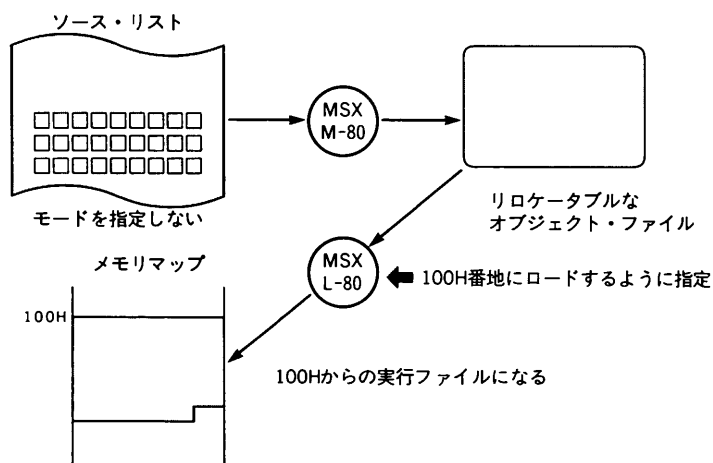 ソース・リスト
MSX
M-80
モードを指定しない
リロケータブルな
オブジェクト・ファイル
メモリマップ
MSX
L-80
100H番地にロードするように指定
100H
100Hからの実行ファイルになる